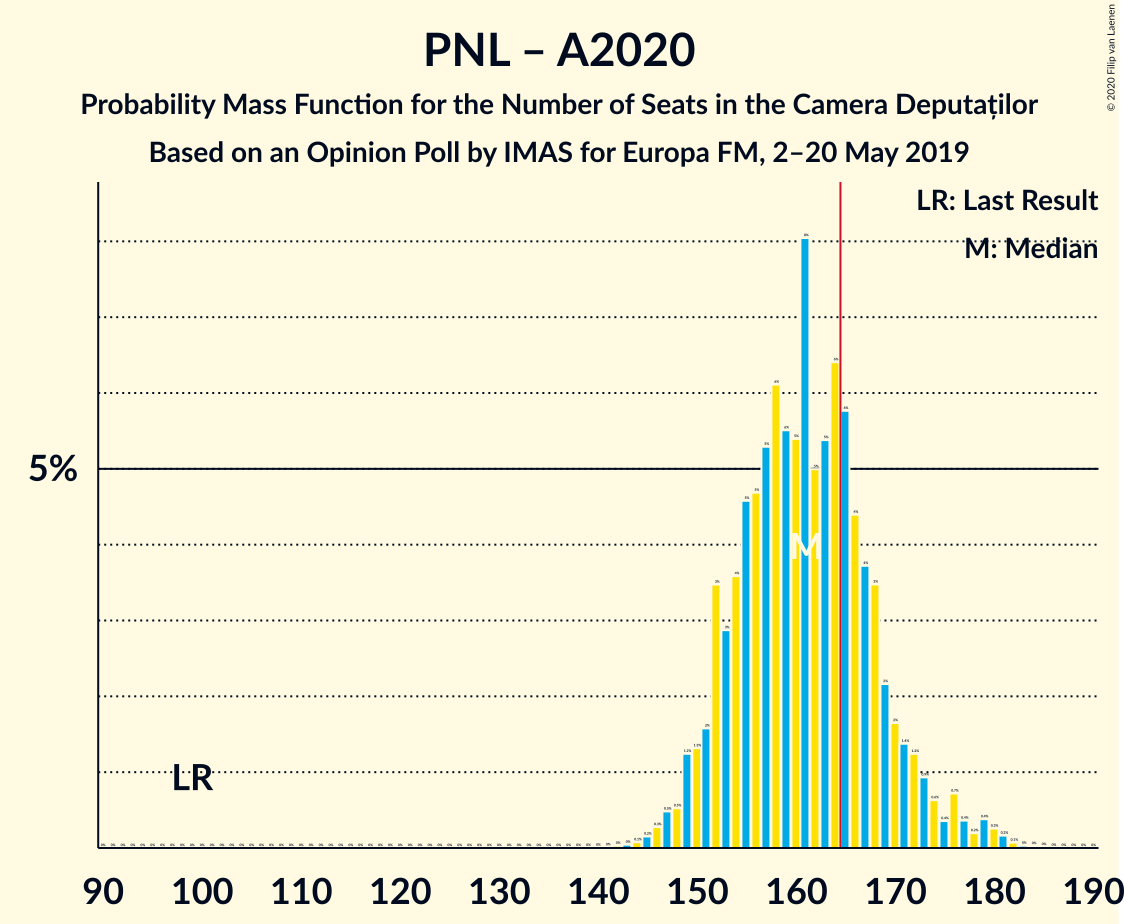 PNL – A2020
Probability Mass Function for the Number of Seats in the Camera Deputaților
Based on an Opinion Poll by IMAS for Europa FM, 2–20 May 2019
© 2020 Filip van Laenen
LR: Last Result
M: Median
5%
M
LR
90 100 110 120 130 140 150 160 170 180 190